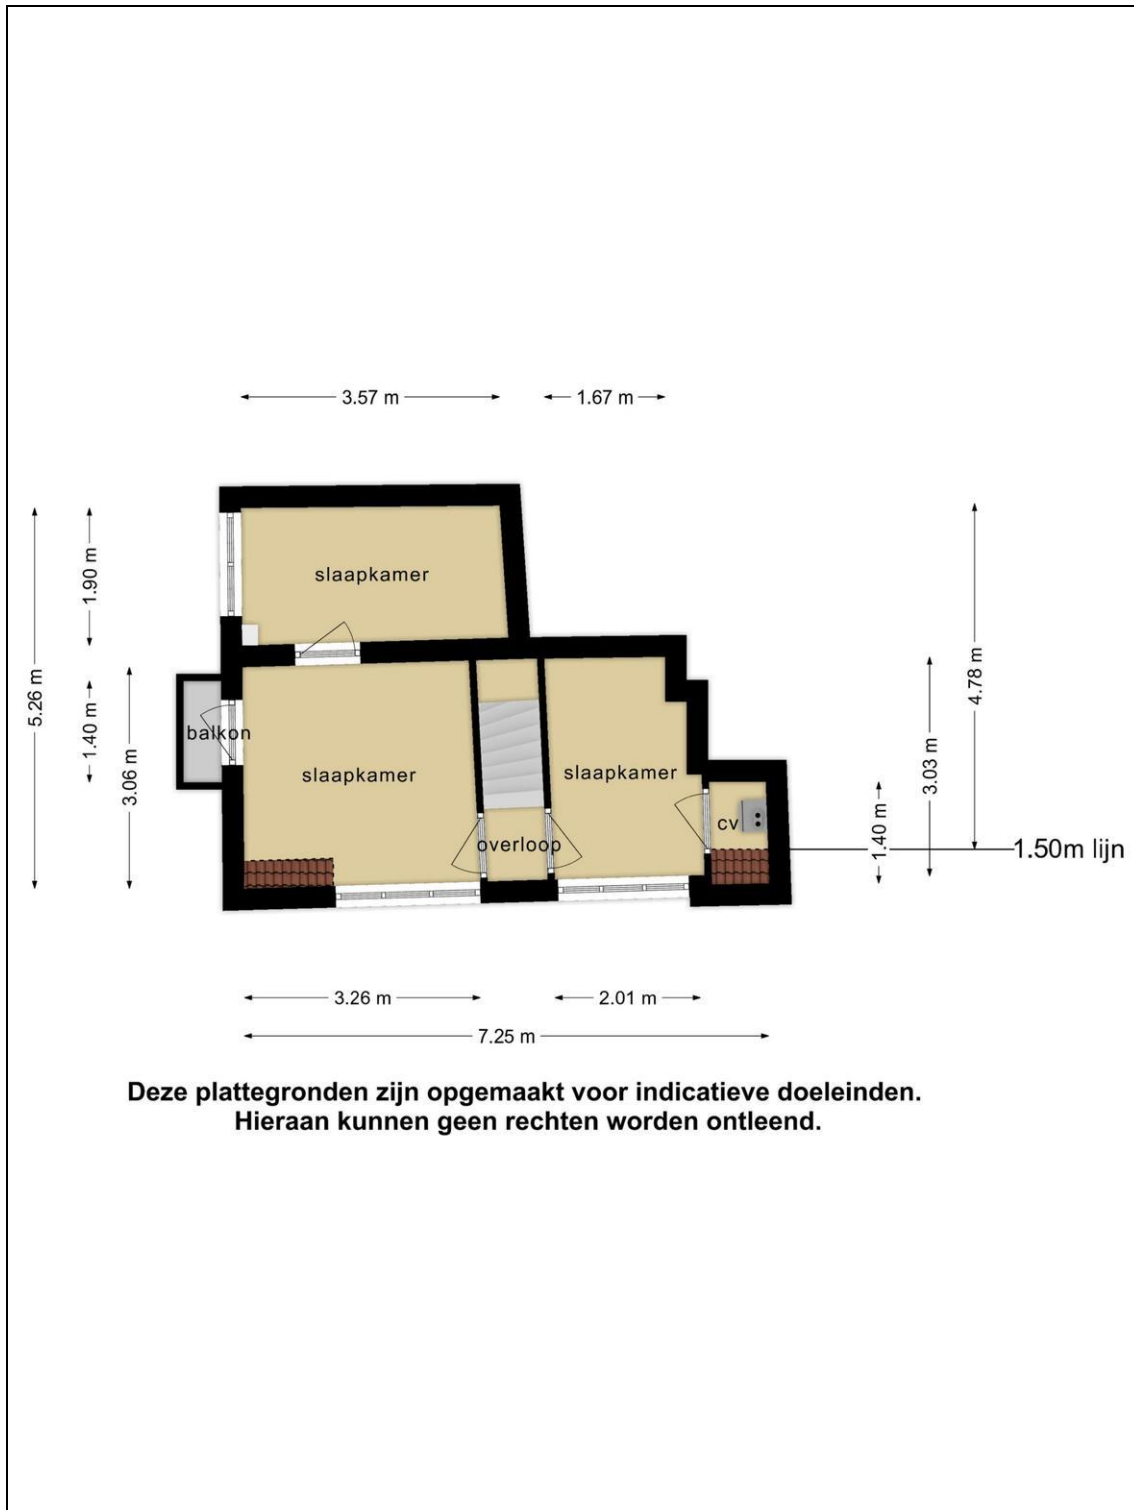 3.57 m
1.67 m
5.26 m
1.90 m
1.40 m
3.06 m
slaapkamer
balkon
slaapkamer
slaapkamer
overloop
cv
1.40 m
3.03 m
4.78 m
1.50m lijn
3.26 m
2.01 m
7.25 m
Deze plattegronden zijn opgemaakt voor indicatieve doeleinden.
Hieraan kunnen geen rechten worden ontleend.